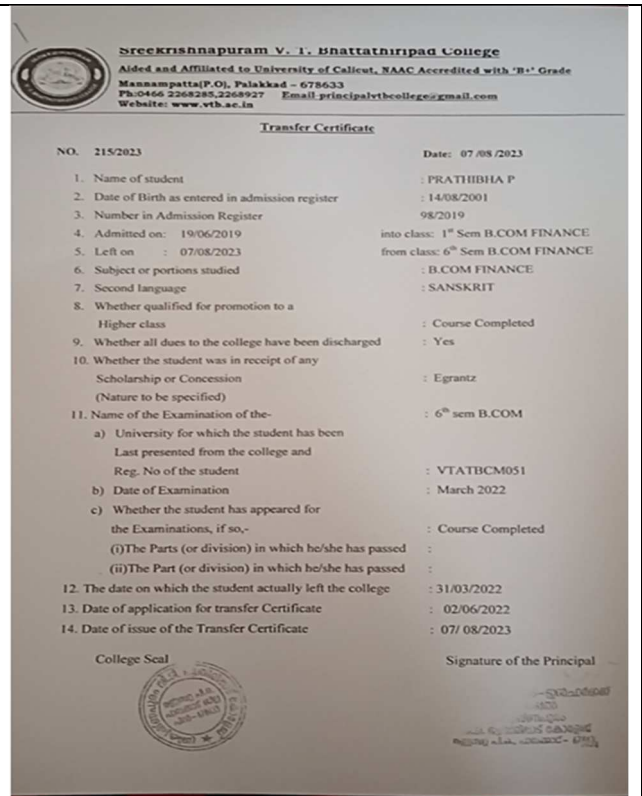 Sreekrishnapuram V. T. Bhattathiripad College
Aided and Affiliated to University of Calicut, NAAC Accredited with 'B+' Grade
Mannampatta(P.O), Palakkad – 678633
Ph:0466 2268285,2268927 Email-principalvtbcollege@gmail.com
Website: www.vtb.ac.in
Transfer Certificate
NO. 215/2023 Date: 07 /08 /2023
1. Name of student : PRATHIBHA P
2. Date of Birth as entered in admission register : 14/08/2001
3. Number in Admission Register 98/2019
4. Admitted on: 19/06/2019 into class: 1st Sem B.COM FINANCE
5. Left on : 07/08/2023 from class: 6th Sem B.COM FINANCE
6. Subject or portions studied : B.COM FINANCE
7. Second language : SANSKRIT
8. Whether qualified for promotion to a
Higher class : Course Completed
9. Whether all dues to the college have been discharged : Yes
10. Whether the student was in receipt of any
Scholarship or Concession : Egrantz
(Nature to be specified)
11. Name of the Examination of the- : 6th sem B.COM
a) University for which the student has been
Last presented from the college and
Reg. No of the student : VTATBCM051
b) Date of Examination : March 2022
c) Whether the student has appeared for
the Examinations, if so,- : Course Completed
(i)The Parts (or division) in which he/she has passed :
(ii)The Part (or division) in which he/she has passed :
12. The date on which the student actually left the college : 31/03/2022
13. Date of application for transfer Certificate : 02/06/2022
14. Date of issue of the Transfer Certificate : 07/ 08/2023
College Seal Signature of the Principal